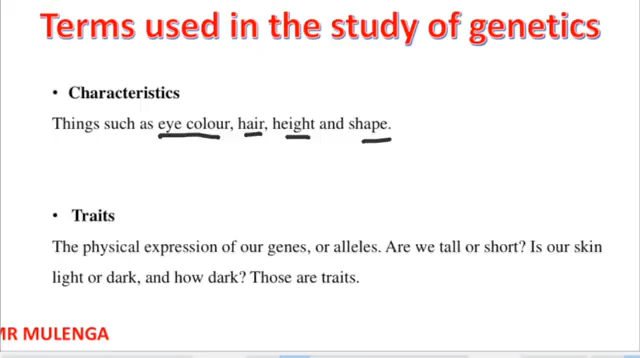 Terms used in the study of genetics
• Characteristics
Things such as eye colour, hair, height and shape.
• Traits
The physical expression of our genes, or alleles. Are we tall or short? Is our skin
light or dark, and how dark? Those are traits.
MR MULENGA